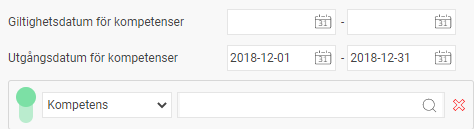 Giltighetsdatum för kompetenser -
Utgångsdatum för kompetenser 2018-12-01 - 2018-12-31
Kompetens